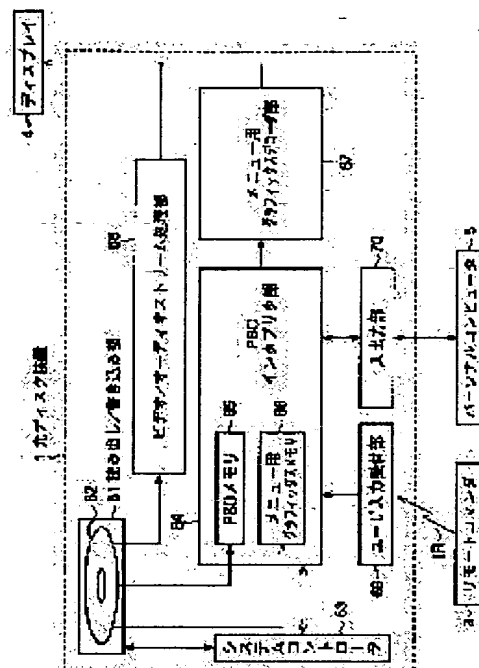 1 光ディスク装置
62
61 読み出し/書き込み部
68
ビデオ/オーディオストリーム処理部
4 ディスプレイ
64
65
PBDメモリ
66
メニュー用
グラフィックスメモリ
PBD
インタプリタ部
メニュー用
グラフィックスデコーダ部
67
63
システムコントローラ
69
ユーザ入力受付部
70
入出力部
IR
3
リモートコマンダ
パーソナルコンピュータ
5